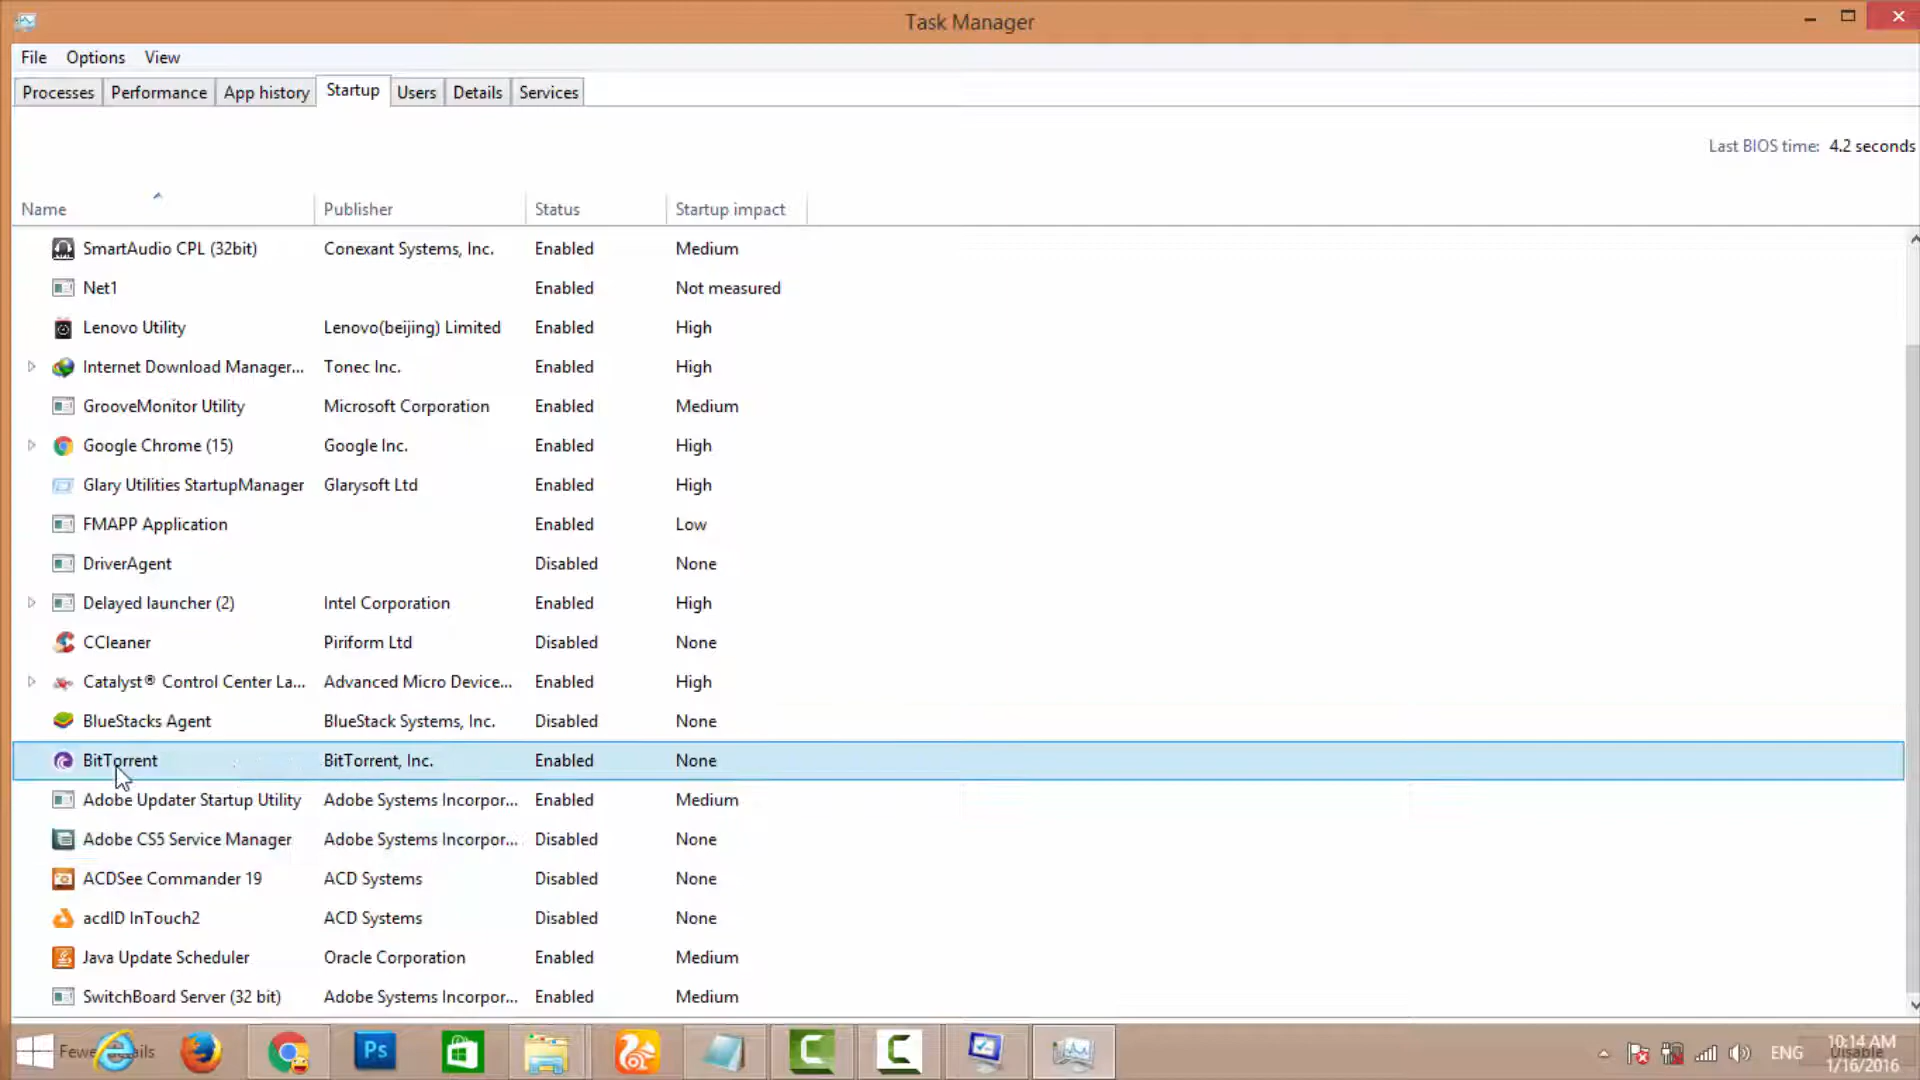 Task Manager
File Options View
Processes Performance App history Startup Users Details Services
Last BIOS time: 4.2 seconds
Name Publisher Status Startup impact
SmartAudio CPL (32bit) Conexant Systems, Inc. Enabled Medium
Net1 Enabled Not measured
Lenovo Utility Lenovo(beijing) Limited Enabled High
Internet Download Manager... Tonec Inc. Enabled High
GrooveMonitor Utility Microsoft Corporation Enabled Medium
Google Chrome (15) Google Inc. Enabled High
Glary Utilities StartupManager Glarysoft Ltd Enabled High
FMAPP Application Enabled Low
DriverAgent Disabled None
Delayed launcher (2) Intel Corporation Enabled High
CCleaner Piriform Ltd Disabled None
Catalyst® Control Center La... Advanced Micro Device... Enabled High
BlueStacks Agent BlueStack Systems, Inc. Disabled None
BitTorrent BitTorrent, Inc. Enabled None
Adobe Updater Startup Utility Adobe Systems Incorpor... Enabled Medium
Adobe CS5 Service Manager Adobe Systems Incorpor... Disabled None
ACDSee Commander 19 ACD Systems Disabled None
acdID InTouch2 ACD Systems Disabled None
Java Update Scheduler Oracle Corporation Enabled Medium
SwitchBoard Server (32 bit) Adobe Systems Incorpor... Enabled Medium
Fewer details Ps ENG 10:14 AM
Disable
1/16/2016